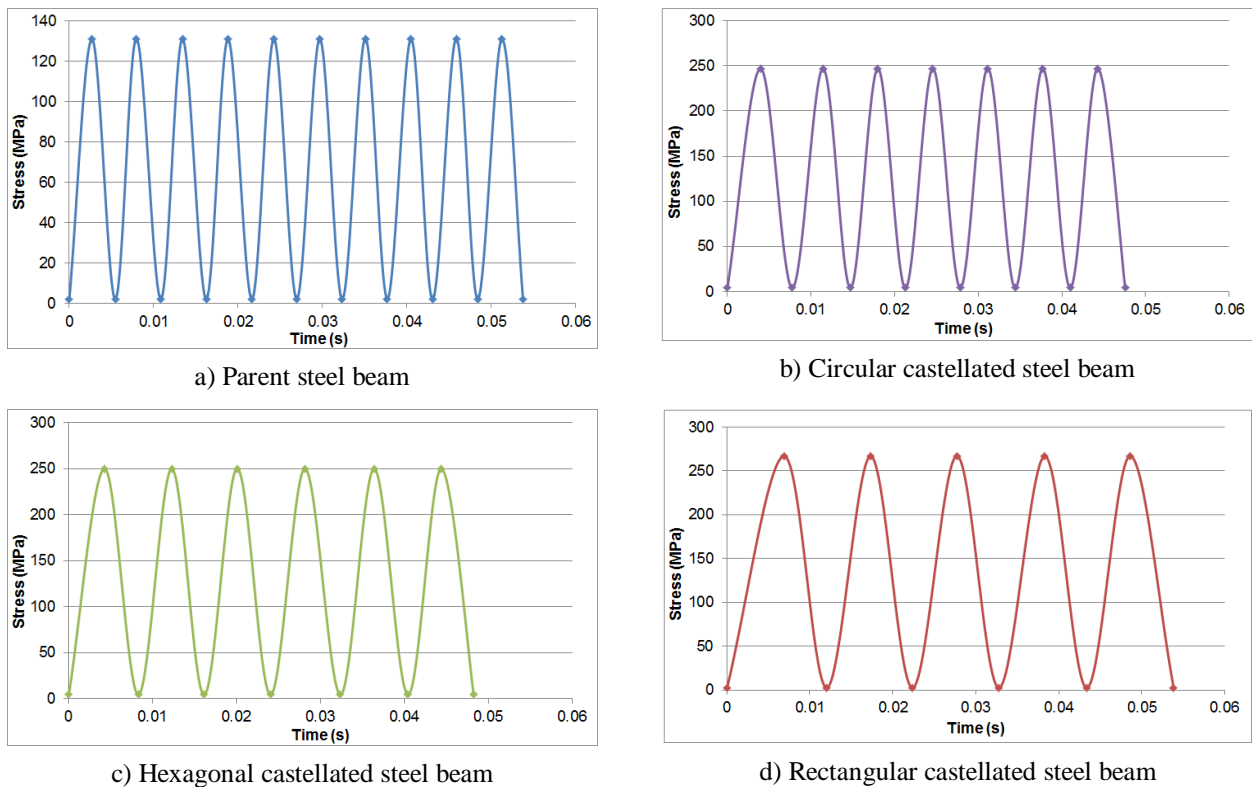 140
120
100
80
60
40
20
0
Stress (MPa)
0 0.01 0.02 0.03 0.04 0.05 0.06
Time (s)
a) Parent steel beam
300
250
200
150
100
50
0
Stress (MPa)
0 0.01 0.02 0.03 0.04 0.05 0.06
Time (s)
b) Circular castellated steel beam
300
250
200
150
100
50
0
Stress (MPa)
0 0.01 0.02 0.03 0.04 0.05 0.06
Time (s)
c) Hexagonal castellated steel beam
300
250
200
150
100
50
0
Stress (MPa)
0 0.01 0.02 0.03 0.04 0.05 0.06
Time (s)
d) Rectangular castellated steel beam